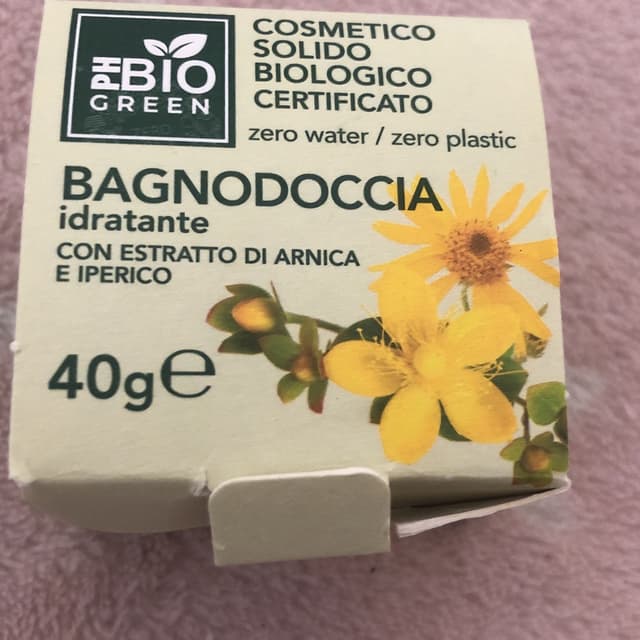 PH BIO
GREEN
COSMETICO
SOLIDO
BIOLOGICO
CERTIFICATO
zero water / zero plastic
BAGNODOCCIA
idratante
CON ESTRATTO DI ARNICA
E IPERICO
40g℮